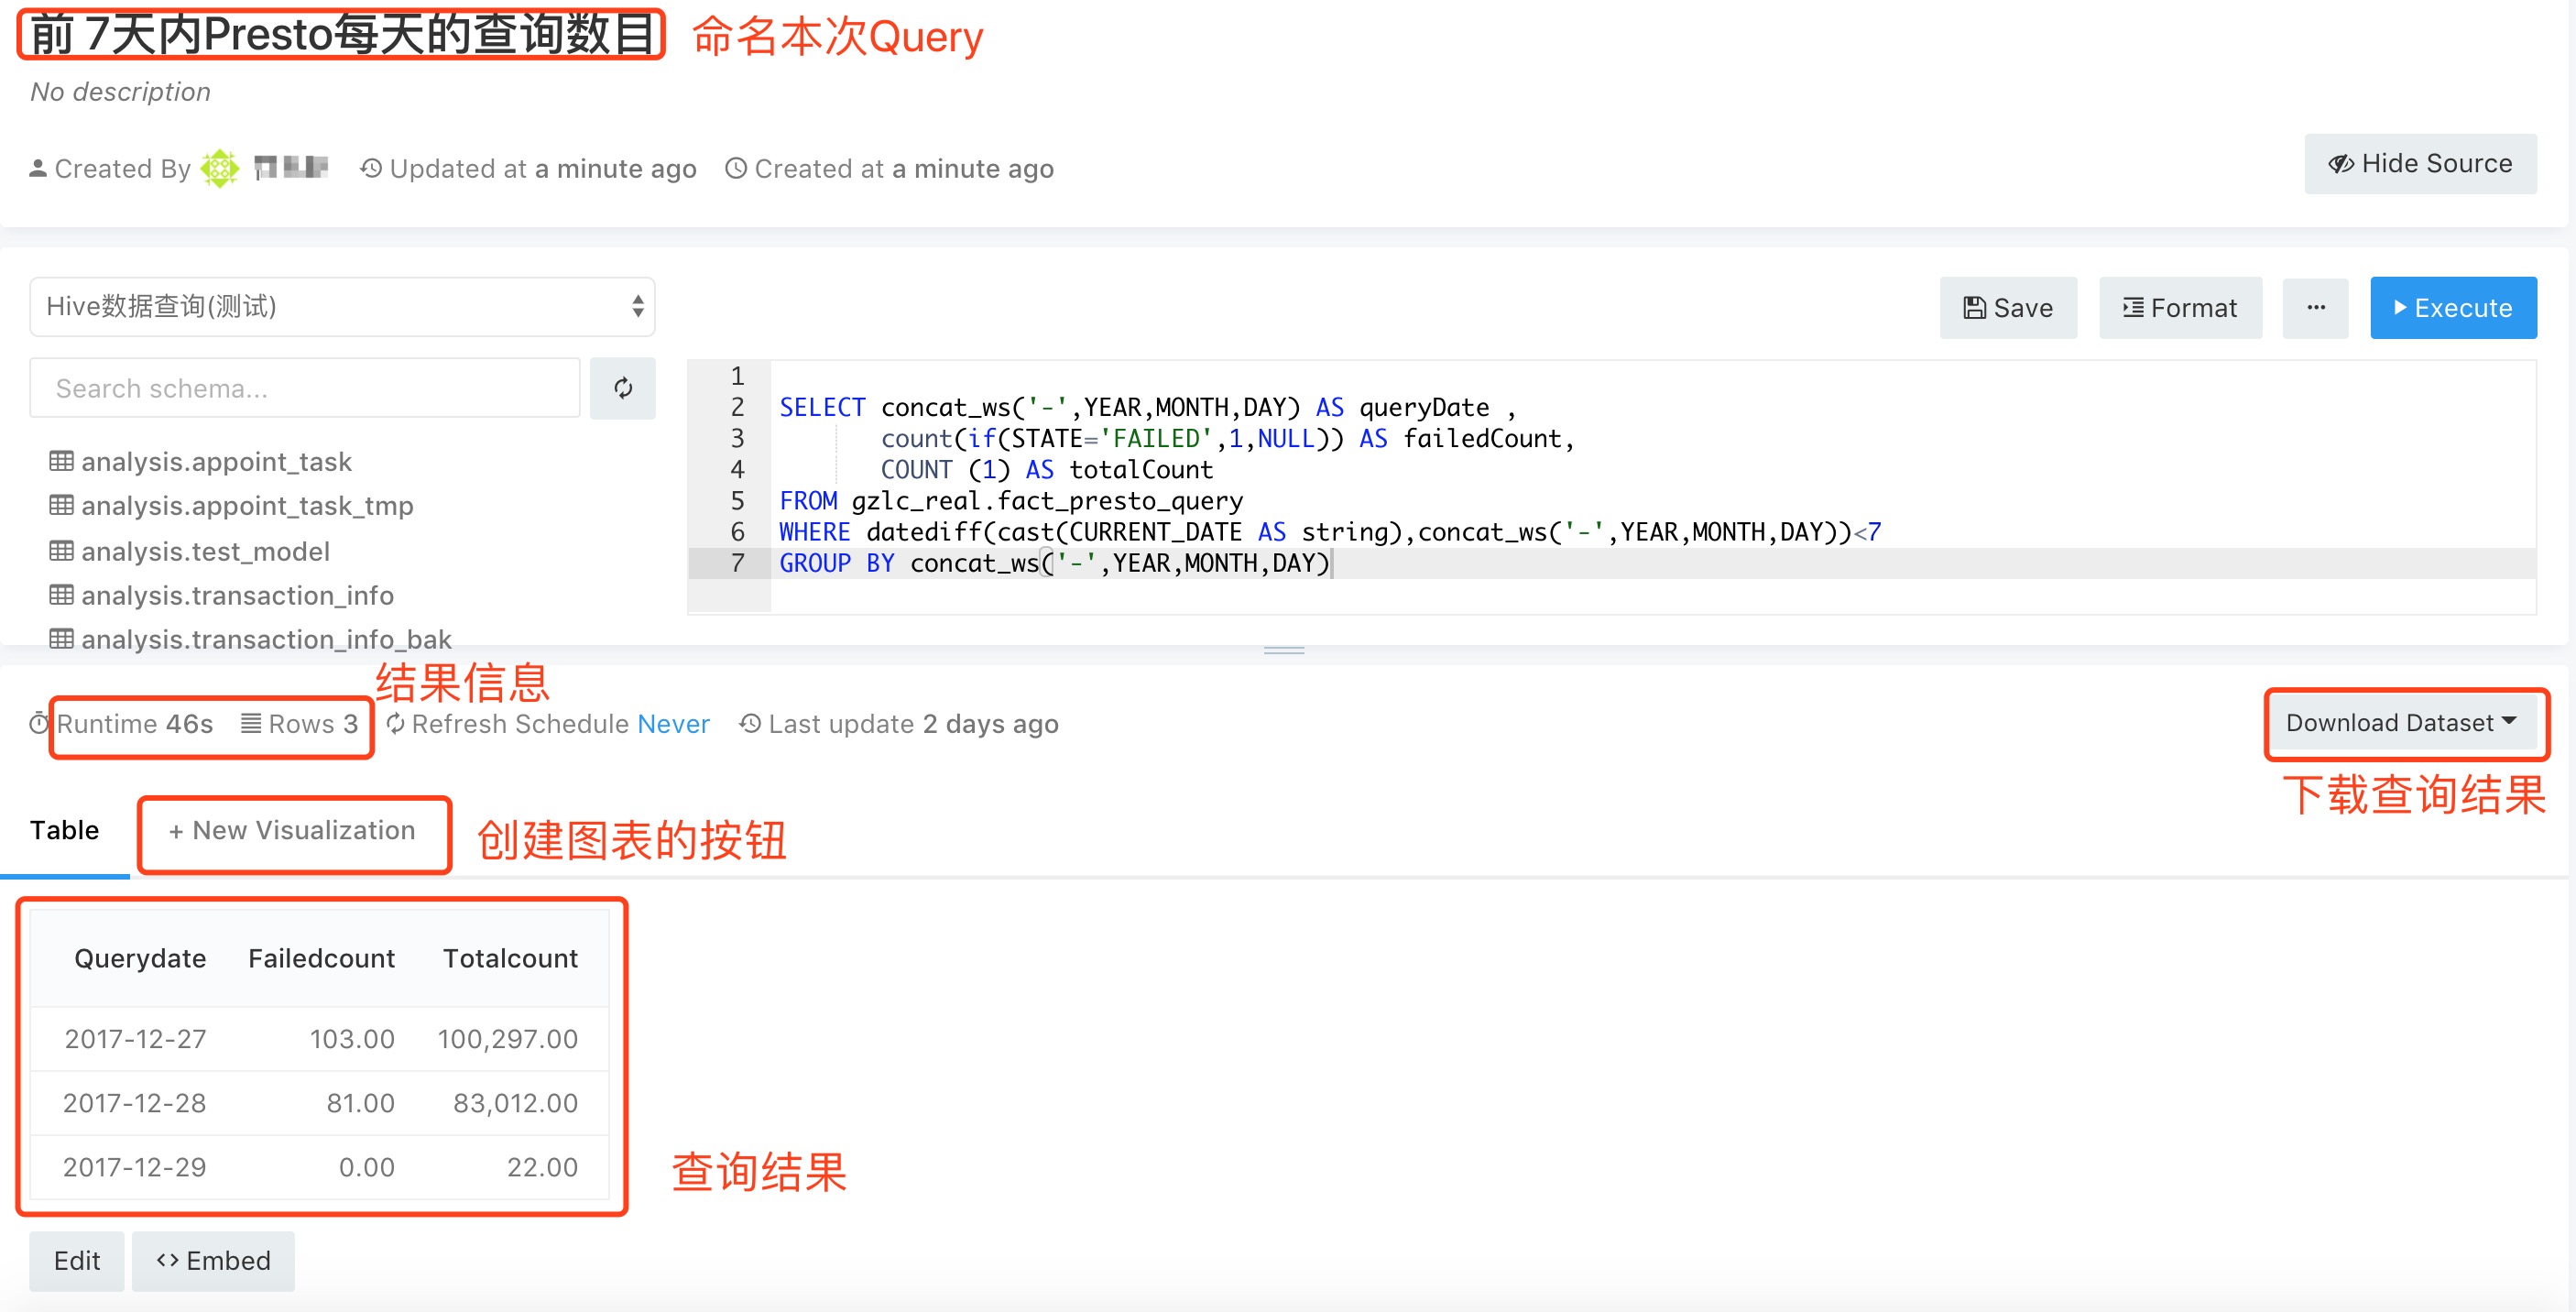 前 7天内Presto每天的查询数目 命名本次Query
No description
Created By Updated at a minute ago Created at a minute ago
Hide Source
Hive数据查询(测试)
Save Format ... Execute
Search schema...
analysis.appoint_task
analysis.appoint_task_tmp
analysis.test_model
analysis.transaction_info
analysis.transaction_info_bak
1
2 SELECT concat_ws('-',YEAR,MONTH,DAY) AS queryDate ,
3 count(if(STATE='FAILED',1,NULL)) AS failedCount,
4 COUNT (1) AS totalCount
5 FROM gzlc_real.fact_presto_query
6 WHERE datediff(cast(CURRENT_DATE AS string),concat_ws('-',YEAR,MONTH,DAY))<7
7 GROUP BY concat_ws('-',YEAR,MONTH,DAY)
结果信息
Runtime 46s Rows 3 Refresh Schedule Never Last update 2 days ago
Download Dataset
下载查询结果
Table + New Visualization 创建图表的按钮
Querydate Failedcount Totalcount
2017-12-27 103.00 100,297.00
2017-12-28 81.00 83,012.00
2017-12-29 0.00 22.00
查询结果
Edit <> Embed